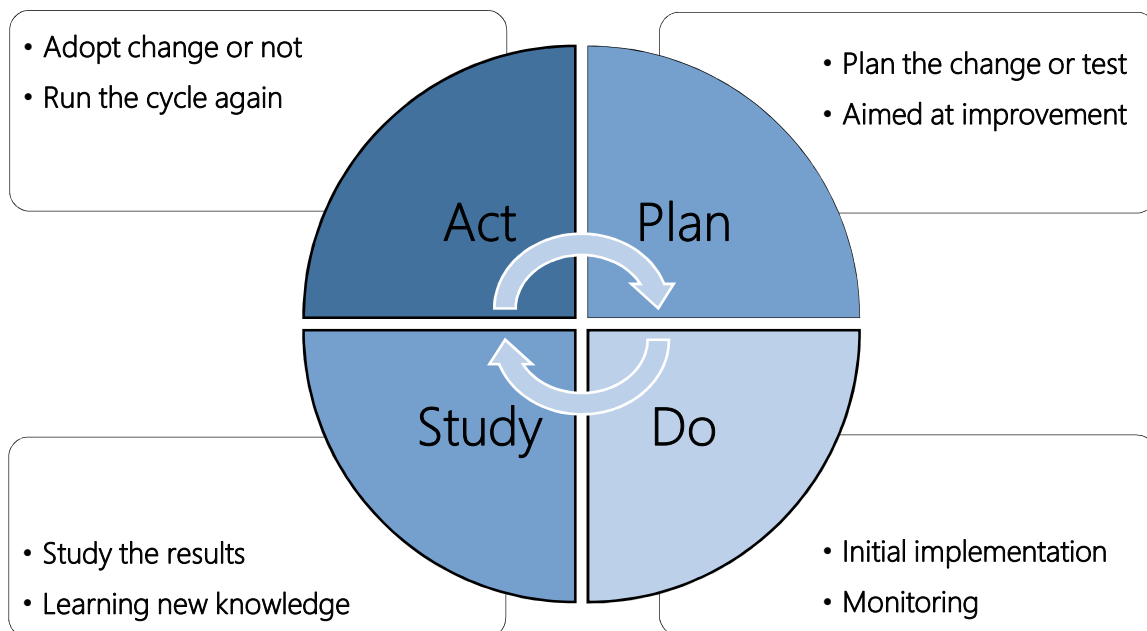 • Adopt change or not
• Run the cycle again
• Plan the change or test
• Aimed at improvement
Act
Plan
Study
Do
• Study the results
• Learning new knowledge
• Initial implementation
• Monitoring